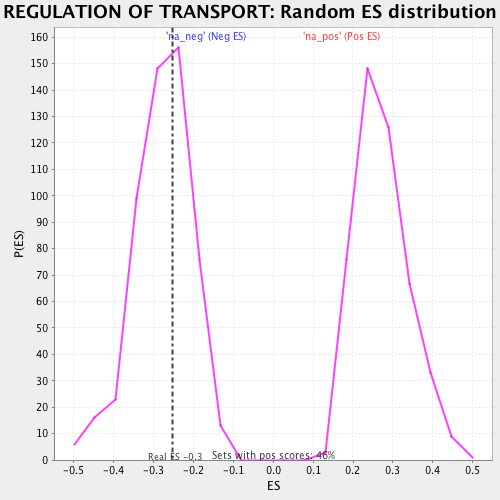 REGULATION OF TRANSPORT: Random ES distribution
'na_neg' (Neg ES)
'na_pos' (Pos ES)
160
150
140
130
120
110
100
90
80
70
60
50
40
30
20
10
0
P(ES)
Real ES -0.3
Sets with pos scores: 46%
-0.5 -0.4 -0.3 -0.2 -0.1 0.0 0.1 0.2 0.3 0.4 0.5
ES